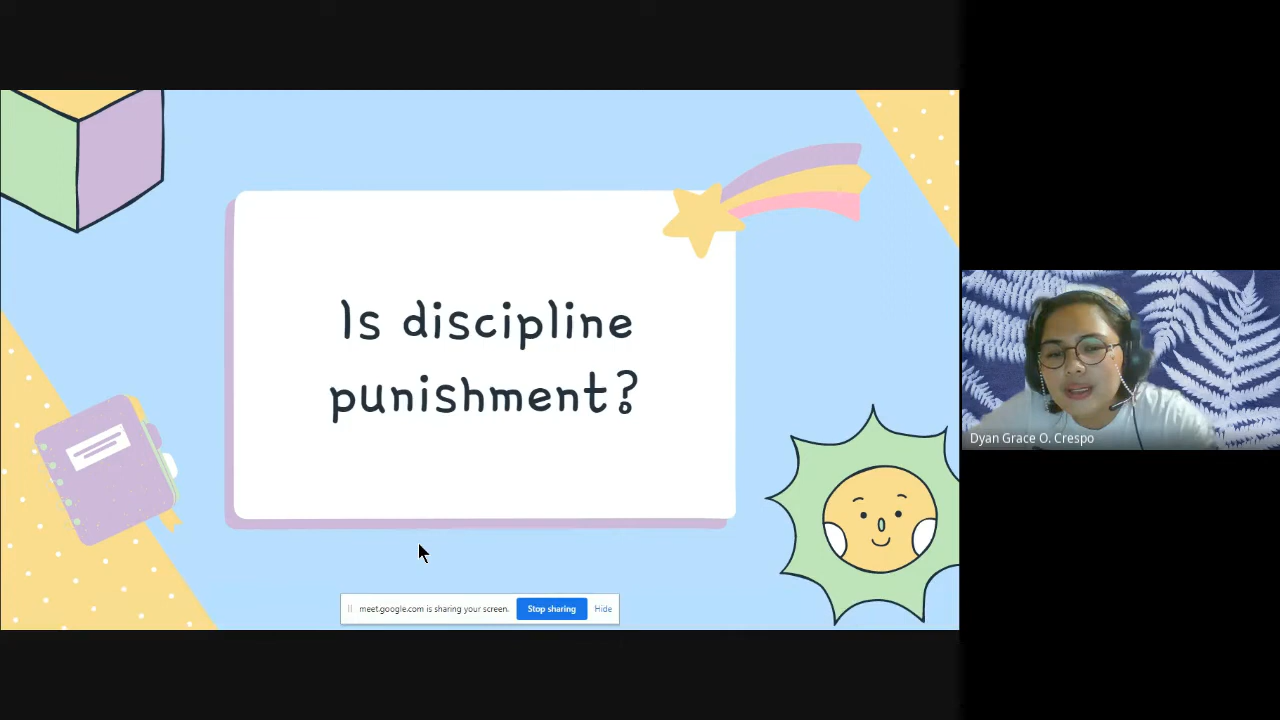 Is discipline
punishment?
Dyan Grace O. Crespo
meet.google.com is sharing your screen. Stop sharing Hide